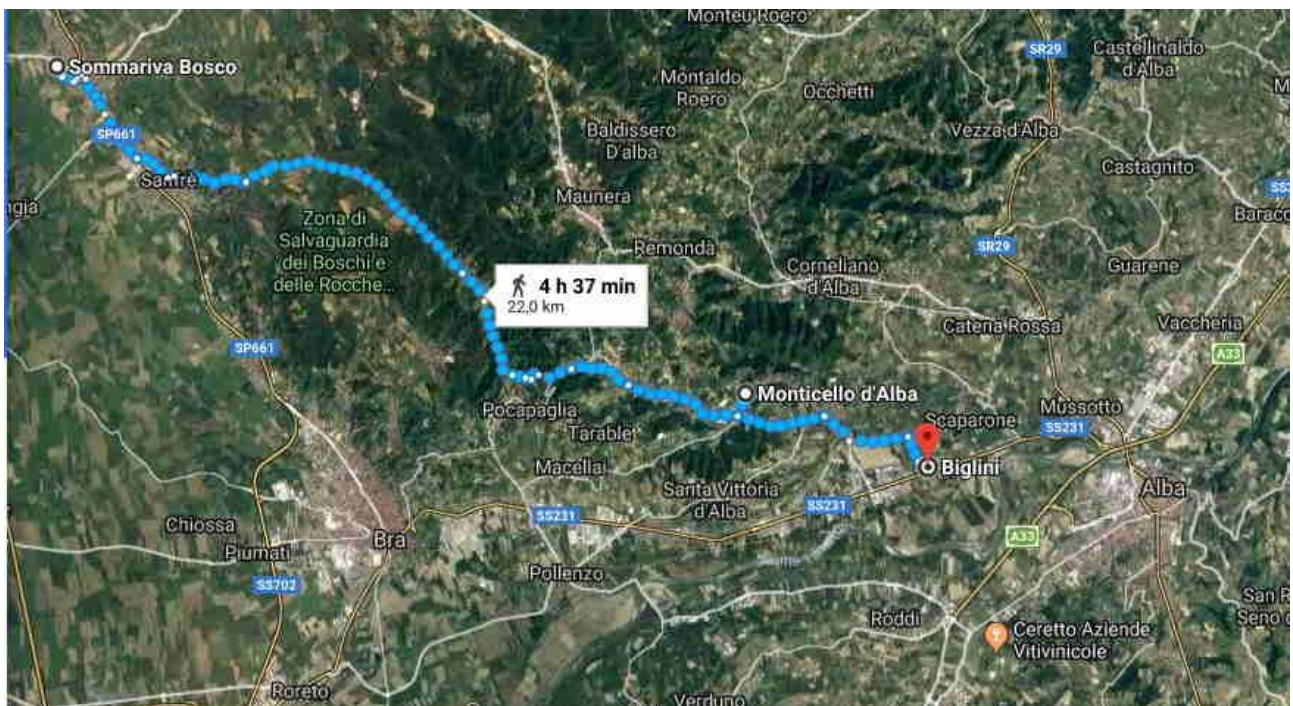 Monteu Roero
SR29
Castellinaldo
d'Alba
Sommariva Bosco
Montaldo
Roero
Occhetti
SP661
Baldissero
D'alba
Vezza d'Alba
Castagnito
Sanfrè
Maunera
Zona di
Salvaguardia
dei Boschi e
delle Rocche...
Remonda
SR29
Guarene
4 h 37 min
22,0 km
Corneliano
d'Alba
Caterra Rossa
Vaccheria
SP661
A33
Monticello d'Alba
Pocapaglia
Scaparone
Mussotto
Tarable
SS231
Macellai
Biglini
Santa Vittoria
d'Alba
SS231
SS231
Alba
Chiossa
Bra
A33
Piumati
SS702
Pollenzo
Roddi
Ceretto Aziende
Vitivinicole
Roreto
Verduno